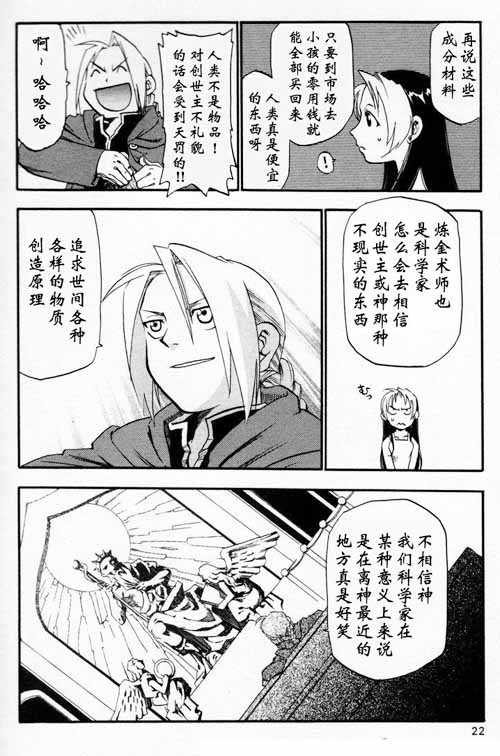 再说这些
成分材料
只要到市场去
小孩的零用钱就
能全部买回来
人类真是便宜
的东西呀
!
人类不是物品!
对创世主不礼貌
的话会受到天罚的!!
啊~哈哈哈
炼金术师也
是科学家
怎么会去相信
创世主或神那种
不现实的东西
むっ
追求世间各种
各样的物质
创造原理
不相信神
我们科学家在
某种意义上来说
是在离神最近的
地方真是好笑
22